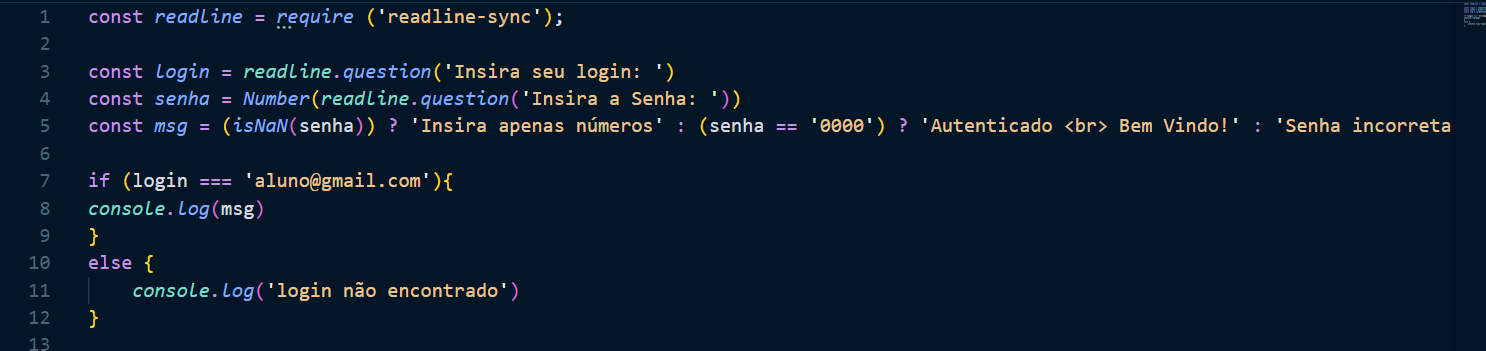 1 const readline = require ('readline-sync');
2
3 const login = readline.question('Insira seu login: ')
4 const senha = Number(readline.question('Insira a Senha: '))
5 const msg = (isNaN(senha)) ? 'Insira apenas números' : (senha == '0000') ? 'Autenticado <br> Bem Vindo!' : 'Senha incorreta
6
7 if (login === 'aluno@gmail.com'){
8 console.log(msg)
9 }
10 else {
11 console.log('login não encontrado')
12 }
13